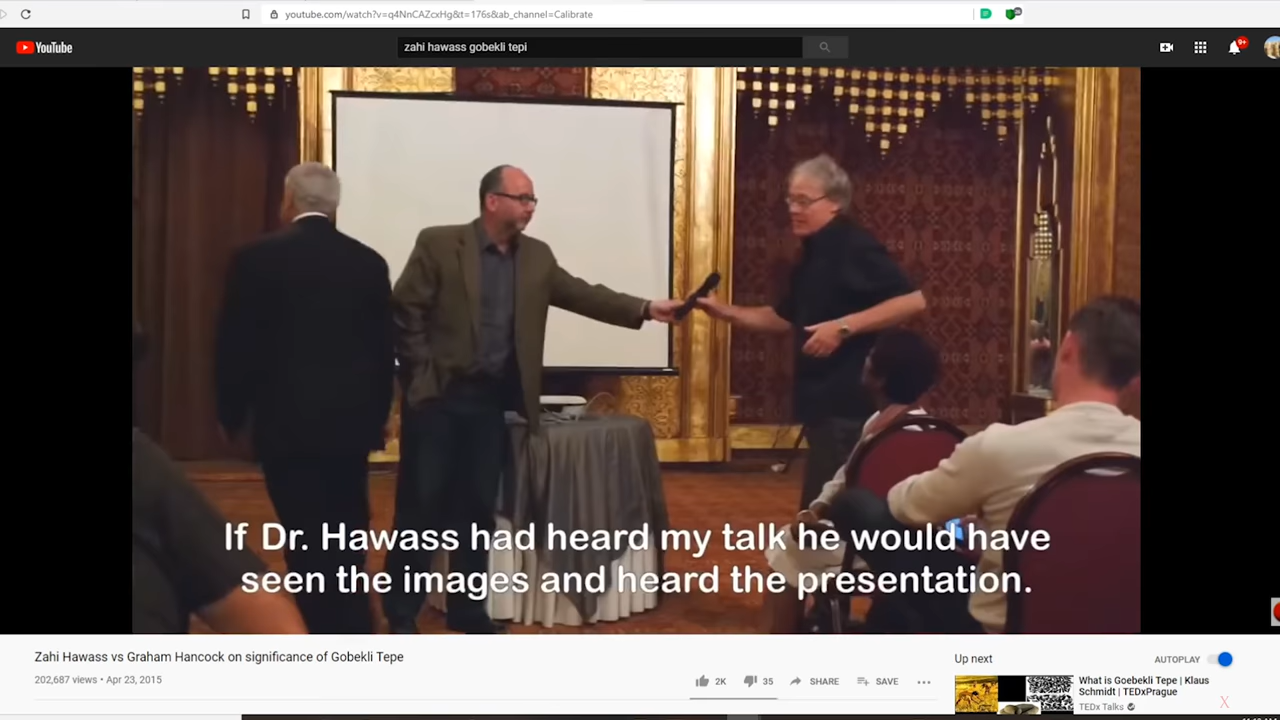 youtube.com/watch?v=q4NnCAZcxHg&t=176s&ab_channel=Calibrate
YouTube
zahi hawass gobekli tepi
9+
If Dr. Hawass had heard my talk he would have
seen the images and heard the presentation.
Zahi Hawass vs Graham Hancock on significance of Gobekli Tepe
202,687 views • Apr 23, 2015
2K
35
SHARE
SAVE
Up next
AUTOPLAY
What is Goebekli Tepe | Klaus
Schmidt | TEDxPrague
TEDx Talks
X